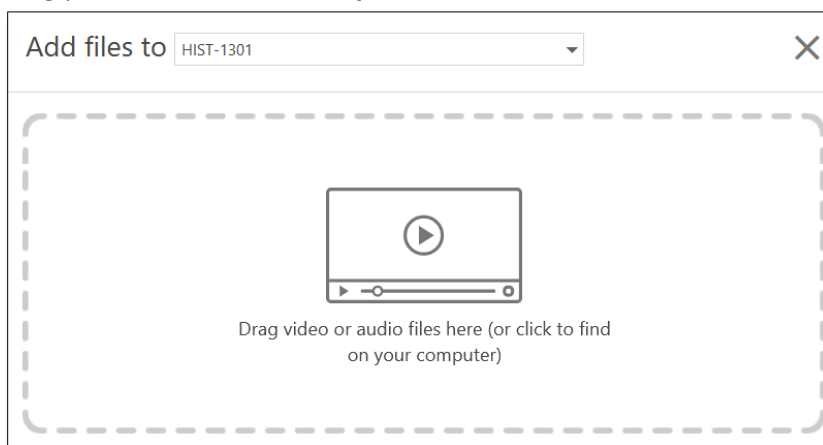 Add files to HIST-1301
Drag video or audio files here (or click to find
on your computer)